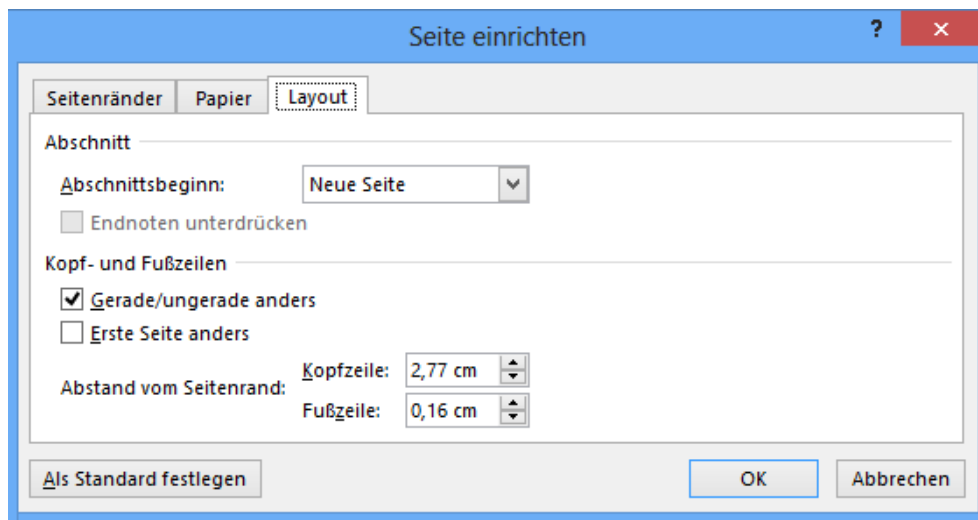 Seite einrichten
?
Seitenränder Papier Layout
Abschnitt
Abschnittsbeginn: Neue Seite
Endnoten unterdrücken
Kopf- und Fußzeilen
Gerade/ungerade anders
Erste Seite anders
Abstand vom Seitenrand:
Kopfzeile: 2,77 cm
Fußzeile: 0,16 cm
Als Standard festlegen OK Abbrechen